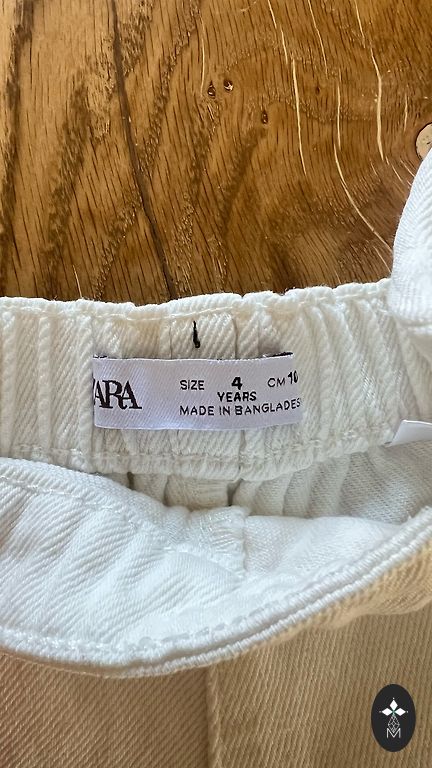 ZARA
SIZE 4 CM 10
YEARS
MADE IN BANGLADES
M